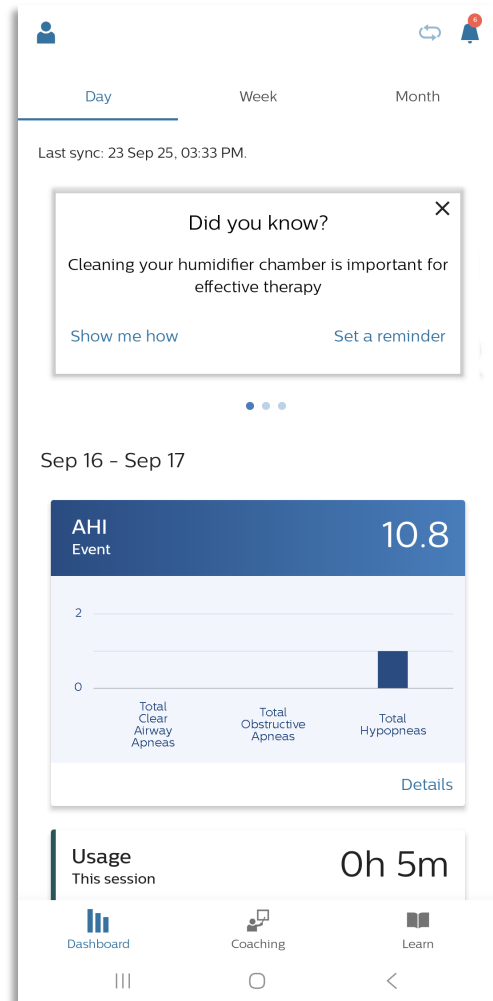 6
Day Week Month
Last sync: 23 Sep 25, 03:33 PM.
Did you know?
Cleaning your humidifier chamber is important for
effective therapy
Show me how Set a reminder
Sep 16 - Sep 17
AHI
Event
10.8
2
0
Total
Clear
Airway
Apneas
Total
Obstructive
Apneas
Total
Hypopneas
Details
Usage
This session
0h 5m
Dashboard Coaching Learn